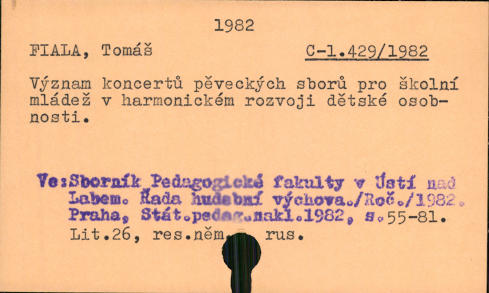 1982
FIALA, Tomáš C-1.429/1982
Význam koncertů pěveckých sborů pro školní
mládež v harmonickém rozvoji dětské osob-
nosti.
Ve:Sborník Pedagogické fakulty v Ústí nad
Labem. Řada hudební výchova./Roč./1982.
Praha, Stát.pedag.nakl.1982, s.55-81.
Lit.26, res.něm. rus.